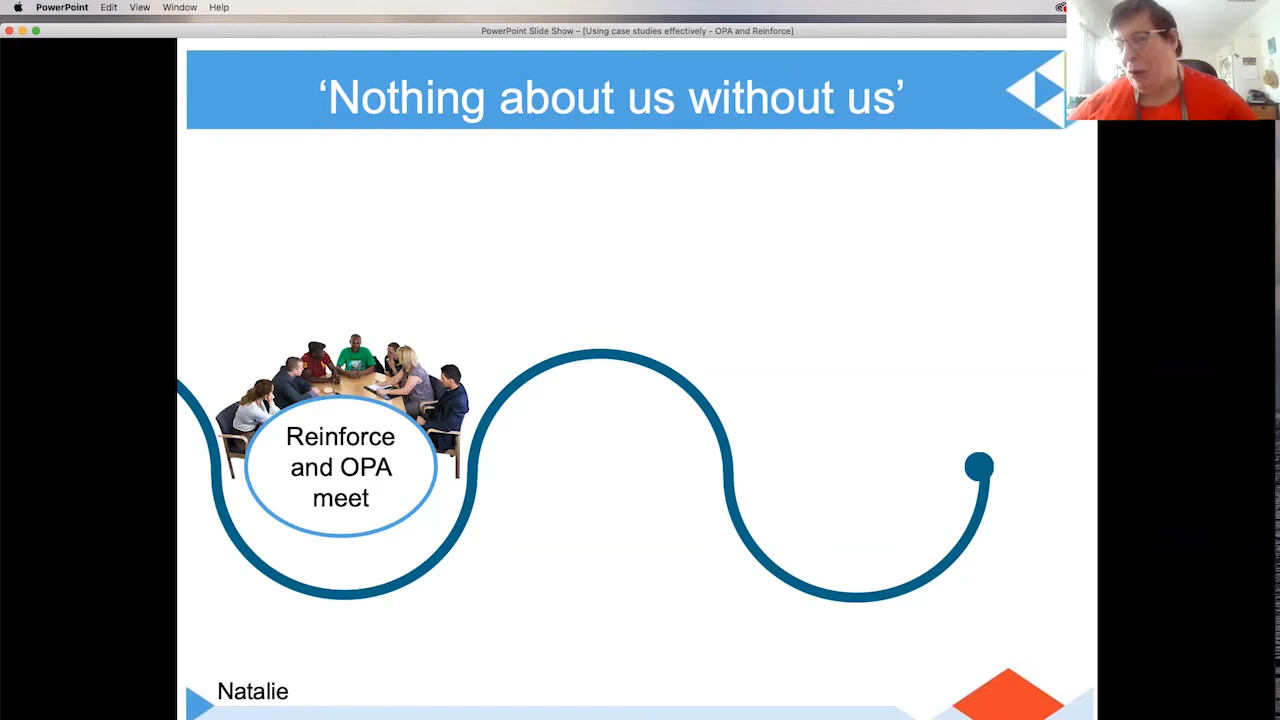 PowerPoint Edit View Window Help
PowerPoint Slide Show – [Using case studies effectively - OPA and Reinforce]
‘Nothing about us without us’
Reinforce
and OPA
meet
Natalie